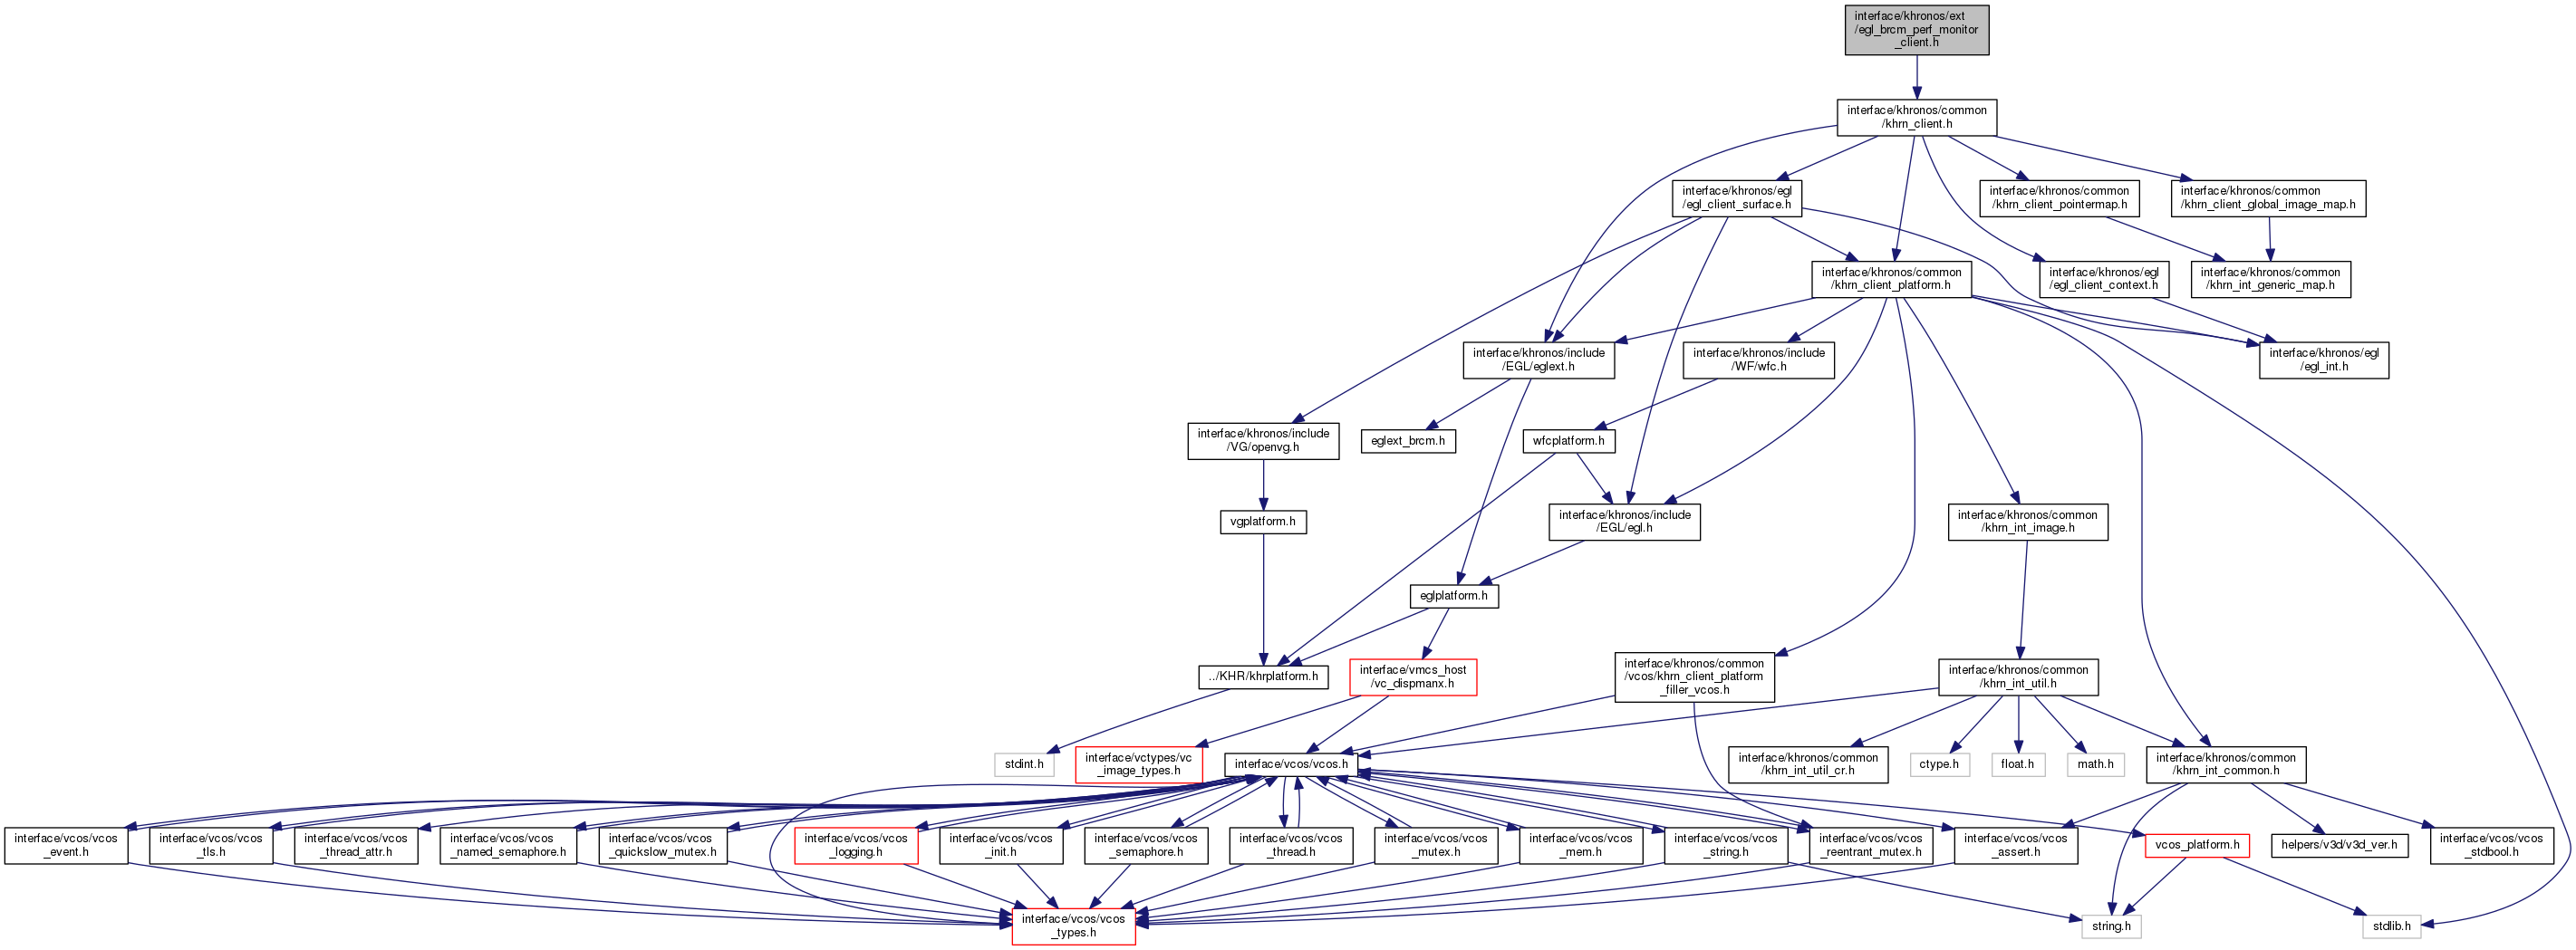 interface/khronos/ext
/egl_brcm_perf_monitor
_client.h
interface/khronos/common
/khrn_client.h
interface/khronos/egl
/egl_client_surface.h
interface/khronos/common
/khrn_client_pointermap.h
interface/khronos/common
/khrn_client_global_image_map.h
interface/khronos/common
/khrn_client_platform.h
interface/khronos/egl
/egl_client_context.h
interface/khronos/common
/khrn_int_generic_map.h
interface/khronos/include
/EGL/eglext.h
interface/khronos/include
/WF/wfc.h
interface/khronos/egl
/egl_int.h
interface/khronos/include
/VG/openvg.h
eglext_brcm.h
wfcplatform.h
vgplatform.h
interface/khronos/include
/EGL/egl.h
interface/khronos/common
/khrn_int_image.h
eglplatform.h
../KHR/khrplatform.h
interface/vmcs_host
/vc_dispmanx.h
interface/khronos/common
/vcos/khrn_client_platform
_filler_vcos.h
interface/khronos/common
/khrn_int_util.h
stdint.h
interface/vctypes/vc
_image_types.h
interface/vcos/vcos.h
interface/khronos/common
/khrn_int_util_cr.h
ctype.h
float.h
math.h
interface/khronos/common
/khrn_int_common.h
interface/vcos/vcos
_event.h
interface/vcos/vcos
_tls.h
interface/vcos/vcos
_thread_attr.h
interface/vcos/vcos
_named_semaphore.h
interface/vcos/vcos
_quickslow_mutex.h
interface/vcos/vcos
_logging.h
interface/vcos/vcos
_init.h
interface/vcos/vcos
_semaphore.h
interface/vcos/vcos
_thread.h
interface/vcos/vcos
_mutex.h
interface/vcos/vcos
_mem.h
interface/vcos/vcos
_string.h
interface/vcos/vcos
_reentrant_mutex.h
interface/vcos/vcos
_assert.h
vcos_platform.h
helpers/v3d/v3d_ver.h
interface/vcos/vcos
_stdbool.h
interface/vcos/vcos
_types.h
string.h
stdlib.h